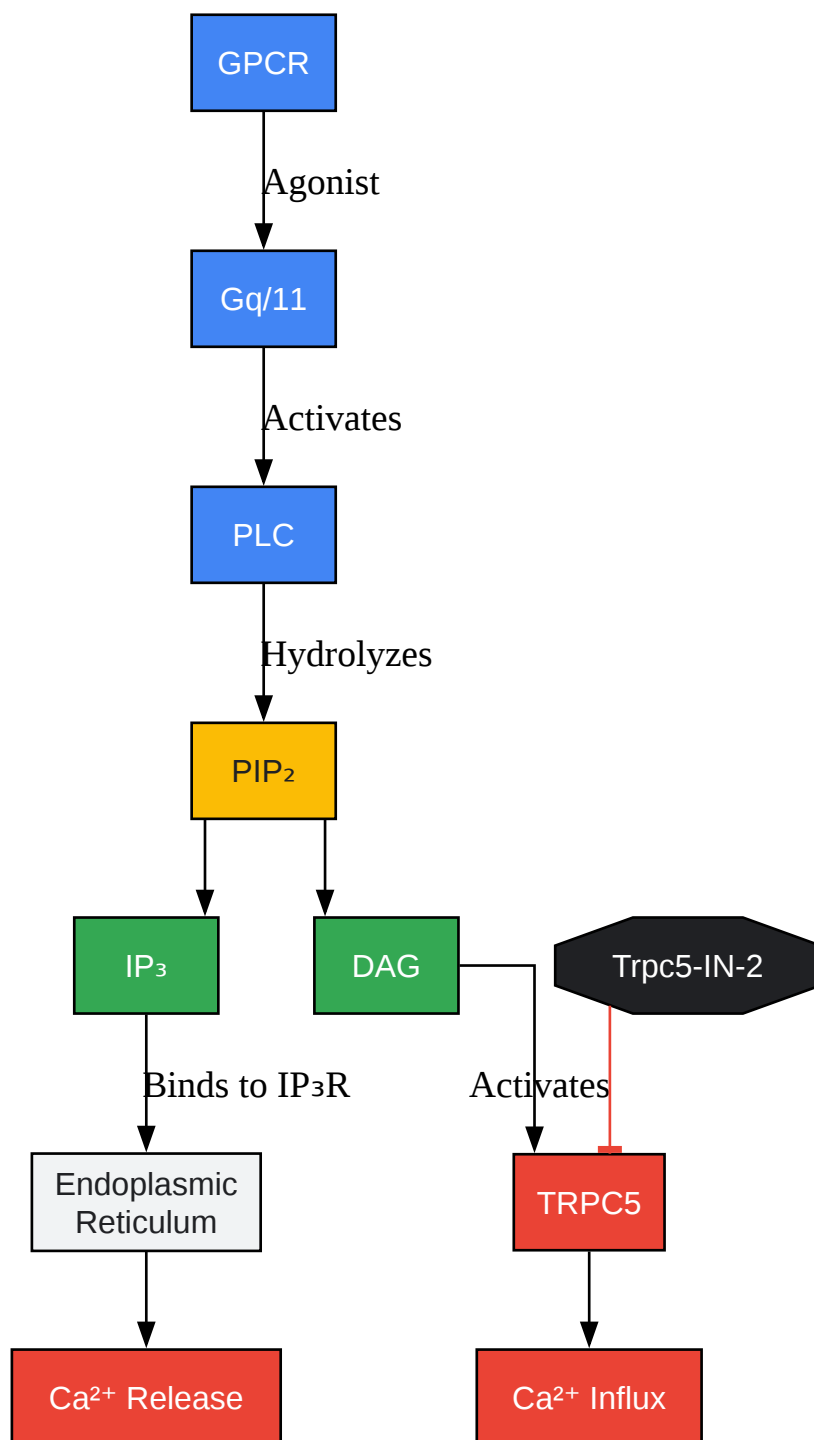 GPCR
Agonist
Gq/11
Activates
PLC
Hydrolyzes
PIP₂
IP₃
DAG
Trpc5-IN-2
Binds to IP₃R
Activates
Endoplasmic
Reticulum
TRPC5
Ca²⁺ Release
Ca²⁺ Influx